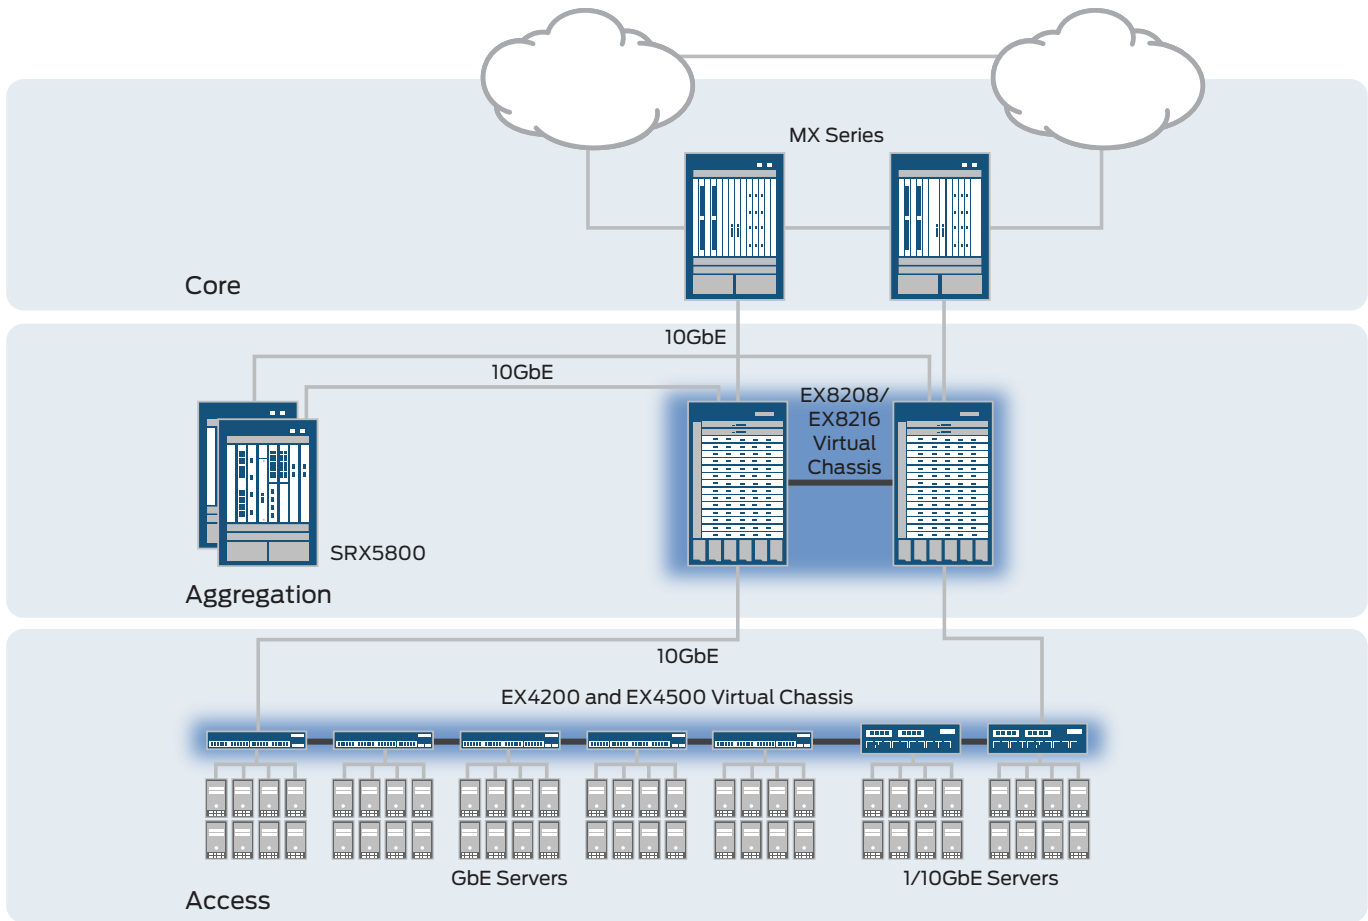 MX Series
Core
10GbE
10GbE
EX8208/
EX8216
Virtual
Chassis
SRX5800
Aggregation
10GbE
EX4200 and EX4500 Virtual Chassis
GbE Servers
1/10GbE Servers
Access